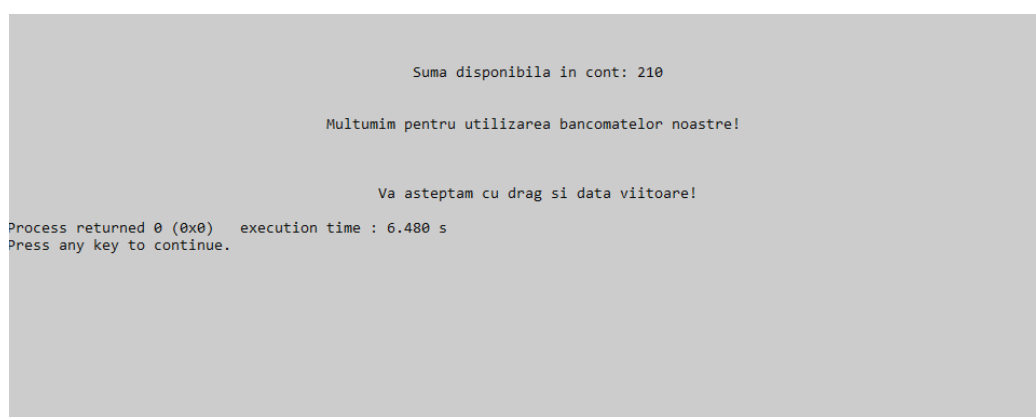 Suma disponibila in cont: 210
Multumim pentru utilizarea bancomatelor noastre!
Va asteptam cu drag si data viitoare!
Process returned 0 (0x0)   execution time : 6.480 s
Press any key to continue.